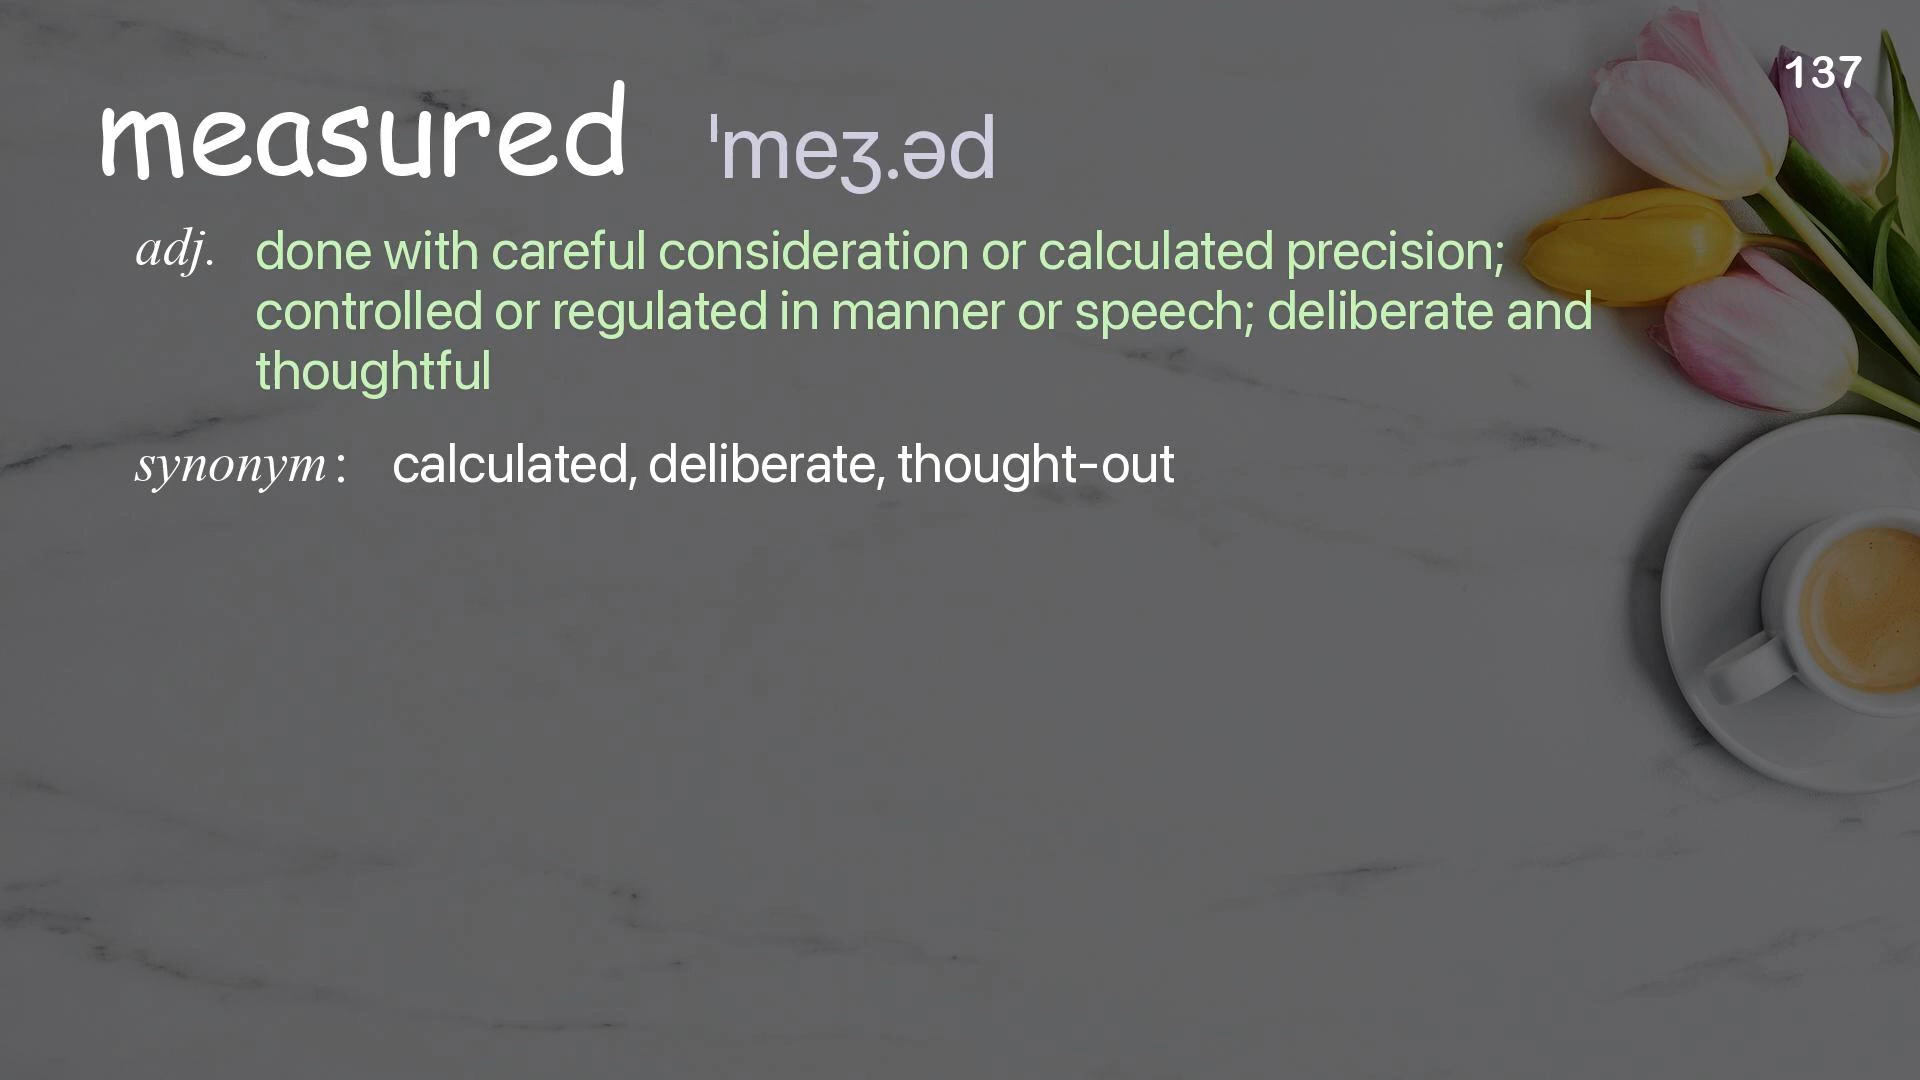 137
measured ˈmeʒ.əd
adj. done with careful consideration or calculated precision;
controlled or regulated in manner or speech; deliberate and
thoughtful
synonym: calculated, deliberate, thought-out